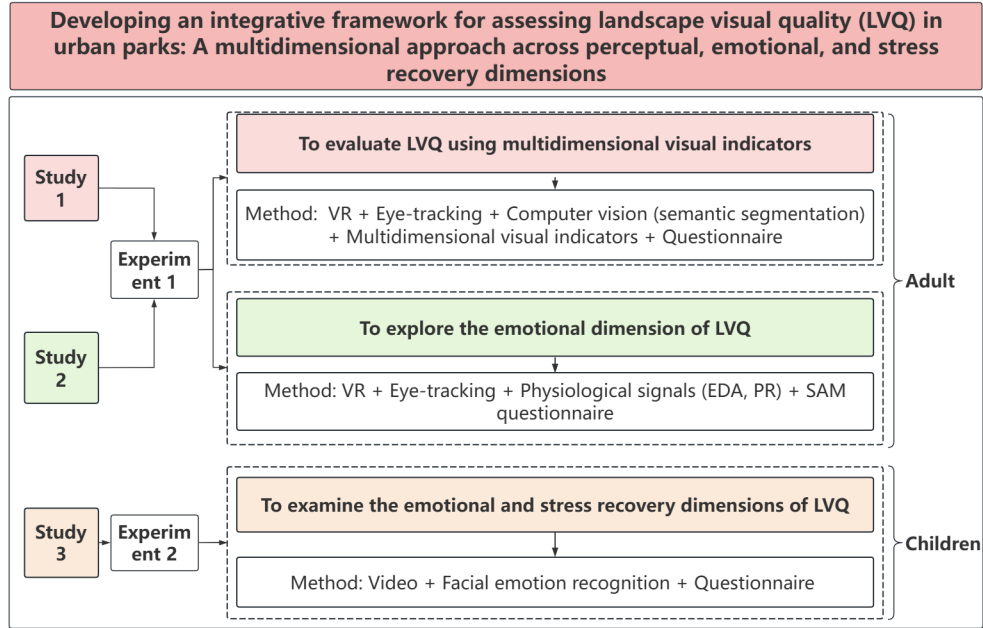 Developing an integrative framework for assessing landscape visual quality (LVQ) in
urban parks: A multidimensional approach across perceptual, emotional, and stress
recovery dimensions
To evaluate LVQ using multidimensional visual indicators
Study
1
Method:  VR + Eye-tracking + Computer vision (semantic segmentation)
+ Multidimensional visual indicators + Questionnaire
Experim
ent 1
Adult
To explore the emotional dimension of LVQ
Study
2
Method: VR + Eye-tracking + Physiological signals (EDA, PR) + SAM
questionnaire
To examine the emotional and stress recovery dimensions of LVQ
Study
3
Experim
ent 2
Children
Method: Video + Facial emotion recognition + Questionnaire